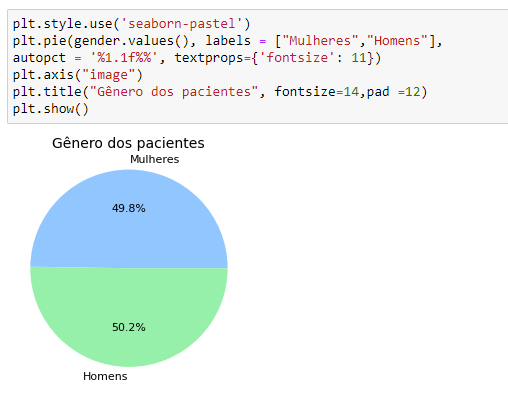 plt.style.use('seaborn-pastel')
plt.pie(gender.values(), labels = ["Mulheres","Homens"],
autopct = '%1.1f%%', textprops={'fontsize': 11})
plt.axis("image")
plt.title("Gênero dos pacientes", fontsize=14,pad =12)
plt.show()
Gênero dos pacientes
Mulheres
49.8%
50.2%
Homens